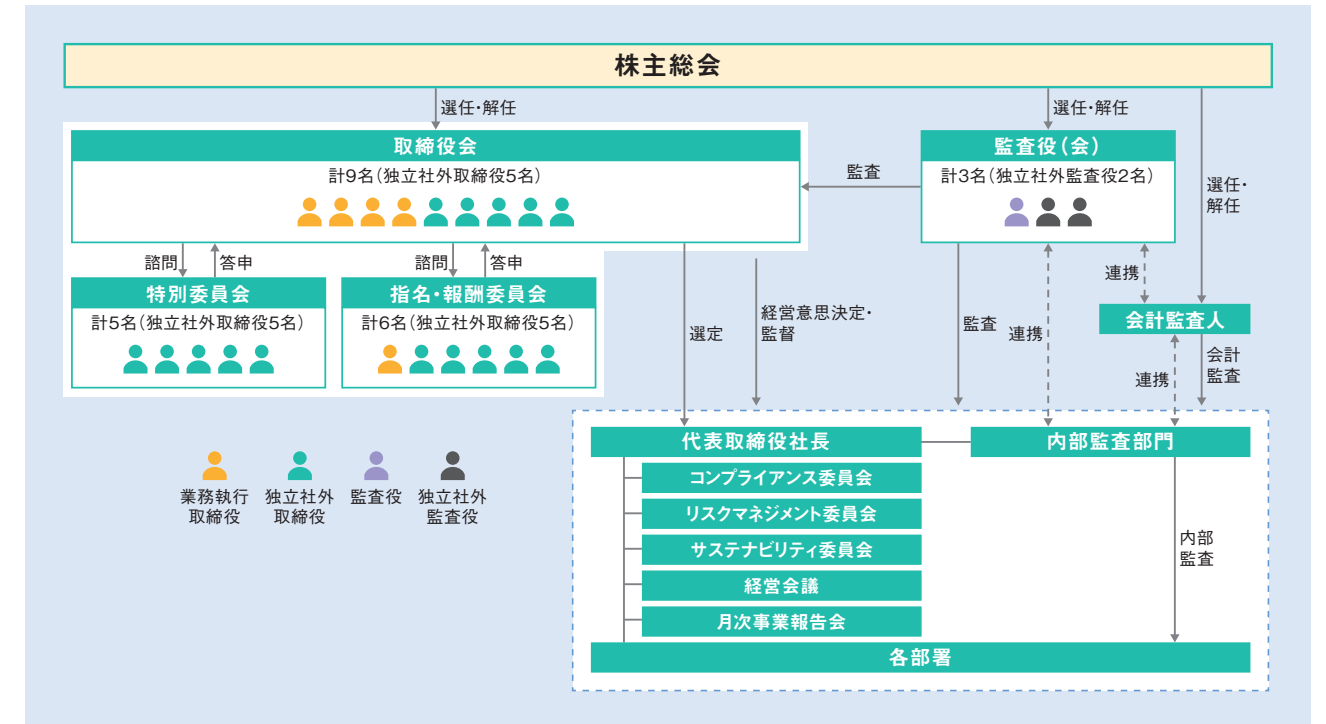 株主総会
選任・解任
選任・解任
選任・
解任
取締役会
計9名(独立社外取締役5名)
監査
監査役(会)
計3名(独立社外監査役2名)
諮問
答申
諮問
答申
特別委員会
計5名(独立社外取締役5名)
指名・報酬委員会
計6名(独立社外取締役5名)
選定
経営意思決定・
監督
監査
連携
連携
会計監査人
連携
会計
監査
業務執行
取締役
独立社外
取締役
監査役
独立社外
監査役
代表取締役社長
内部監査部門
コンプライアンス委員会
リスクマネジメント委員会
サステナビリティ委員会
経営会議
月次事業報告会
内部
監査
各部署